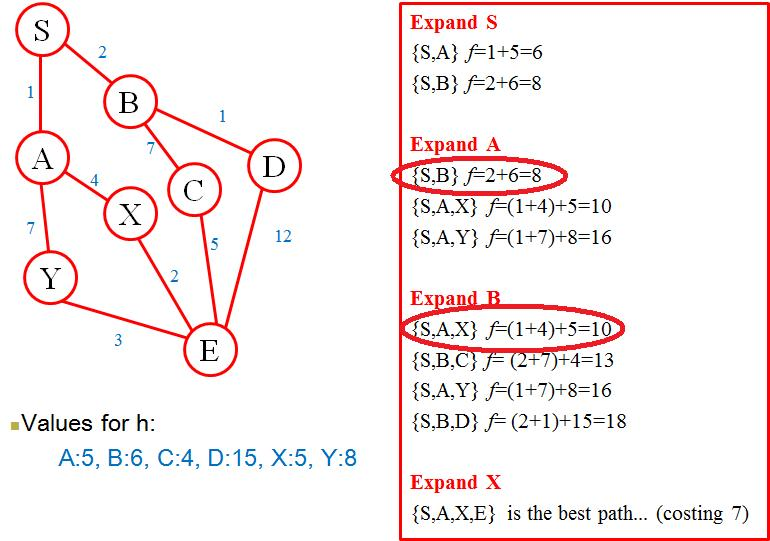 S
2
1
B
1
A
7
D
4
C
X
7
5
12
Y
2
3
E
Values for h:
A:5, B:6, C:4, D:15, X:5, Y:8
Expand S
{S,A} f=1+5=6
{S,B} f=2+6=8
Expand A
{S,B} f=2+6=8
{S,A,X} f=(1+4)+5=10
{S,A,Y} f=(1+7)+8=16
Expand B
{S,A,X} f=(1+4)+5=10
{S,B,C} f= (2+7)+4=13
{S,A,Y} f=(1+7)+8=16
{S,B,D} f= (2+1)+15=18
Expand X
{S,A,X,E} is the best path... (costing 7)